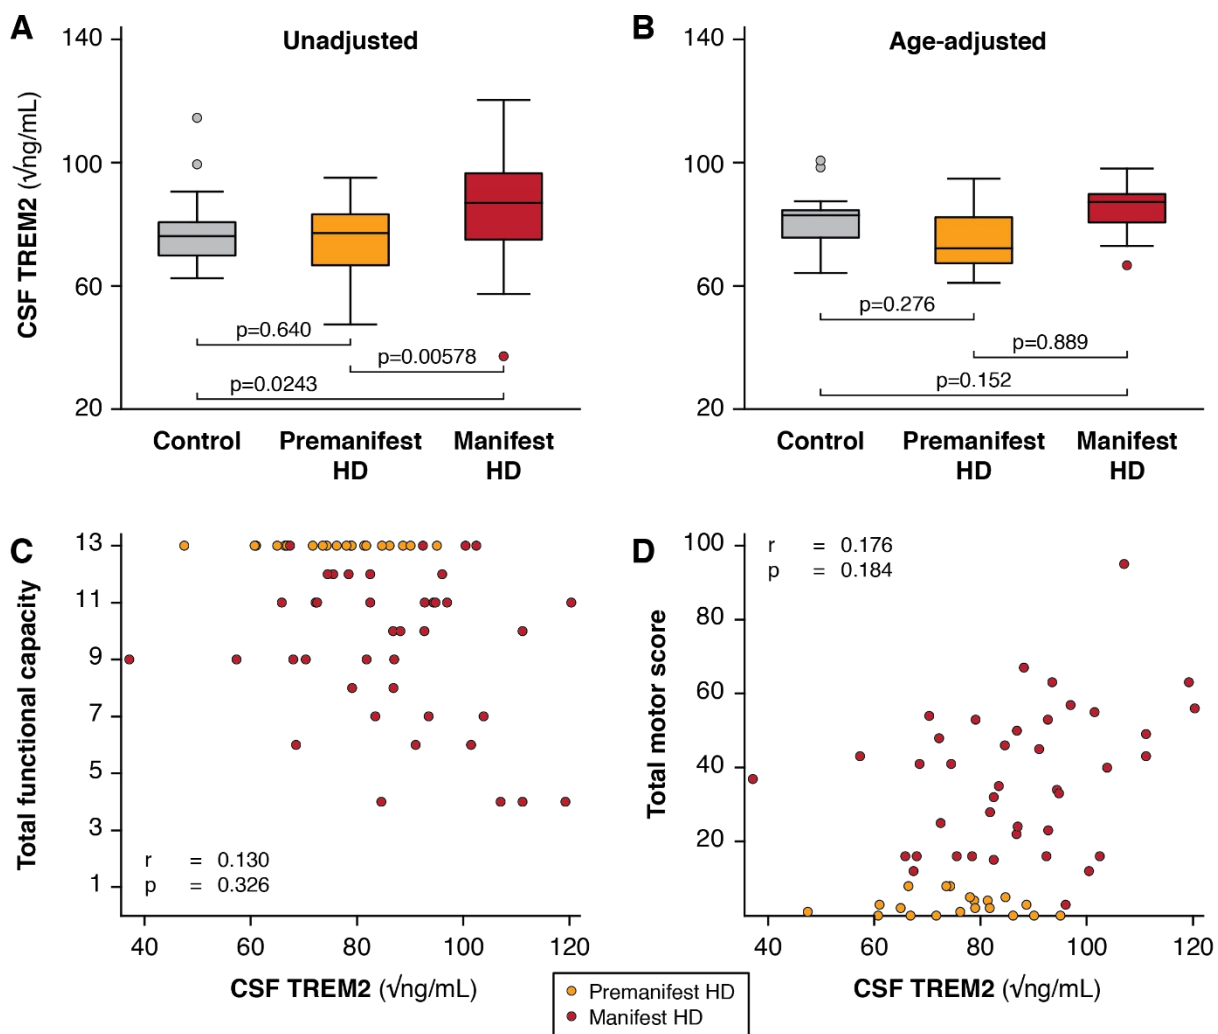 A
Unadjusted
CSF TREM2 (√ng/mL)
140
100
60
20
p=0.640
p=0.00578
p=0.0243
Control
Premanifest HD
Manifest HD
B
Age-adjusted
140
100
60
20
p=0.276
p=0.889
p=0.152
Control
Premanifest HD
Manifest HD
C
Total functional capacity
13
11
9
7
5
3
1
r = 0.130
p = 0.326
40 60 80 100 120
CSF TREM2 (√ng/mL)
D
Total motor score
100
80
60
40
20
r = 0.176
p = 0.184
40 60 80 100 120
CSF TREM2 (√ng/mL)
Premanifest HD
Manifest HD